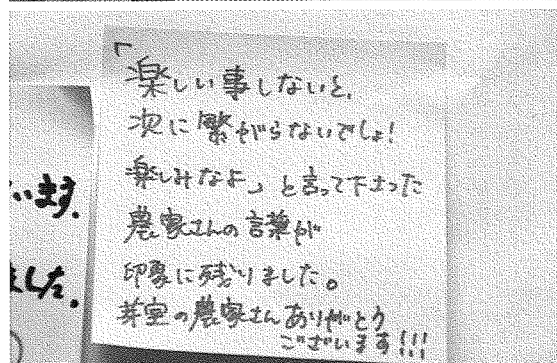 「楽しい事しないと、
次に繋がらないでしょ!
楽しみなよ」と言って下さった
農家さんの言葉が
印象に残りました。
芽室の農家さんありがとう
ございます!!!
います。
ました。